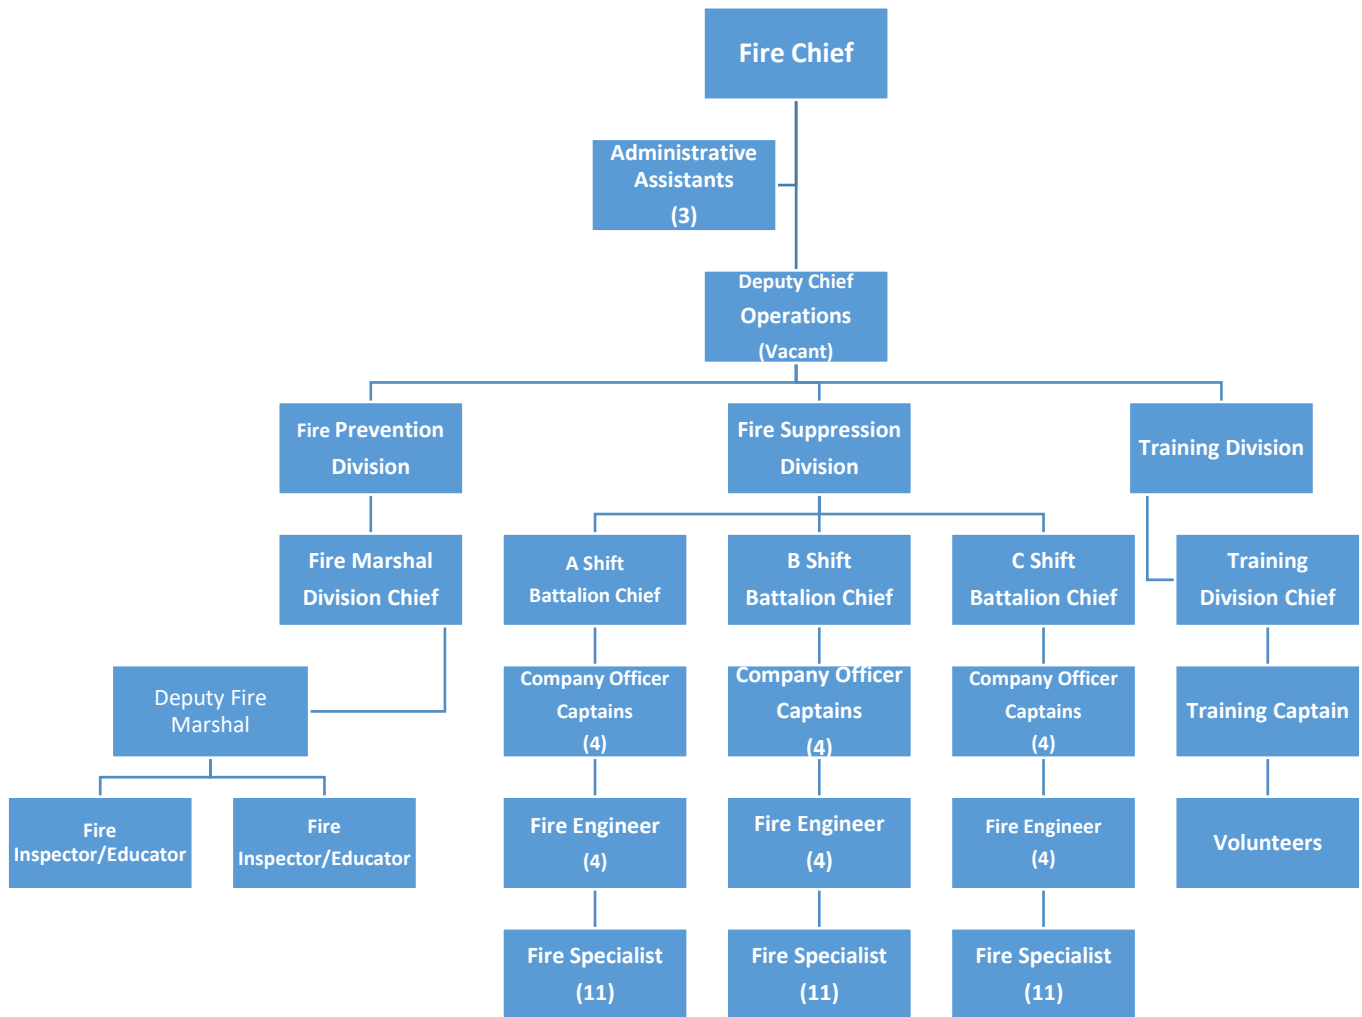 Fire Chief
Administrative
Assistants
(3)
Deputy Chief
Operations
(Vacant)
Fire Prevention
Division
Fire Suppression
Division
Training Division
Fire Marshal
Division Chief
A Shift
Battalion Chief
B Shift
Battalion Chief
C Shift
Battalion Chief
Training
Division Chief
Deputy Fire
Marshal
Company Officer
Captains
(4)
Company Officer
Captains
(4)
Company Officer
Captains
(4)
Training Captain
Fire
Inspector/Educator
Fire
Inspector/Educator
Fire Engineer
(4)
Fire Engineer
(4)
Fire Engineer
(4)
Volunteers
Fire Specialist
(11)
Fire Specialist
(11)
Fire Specialist
(11)